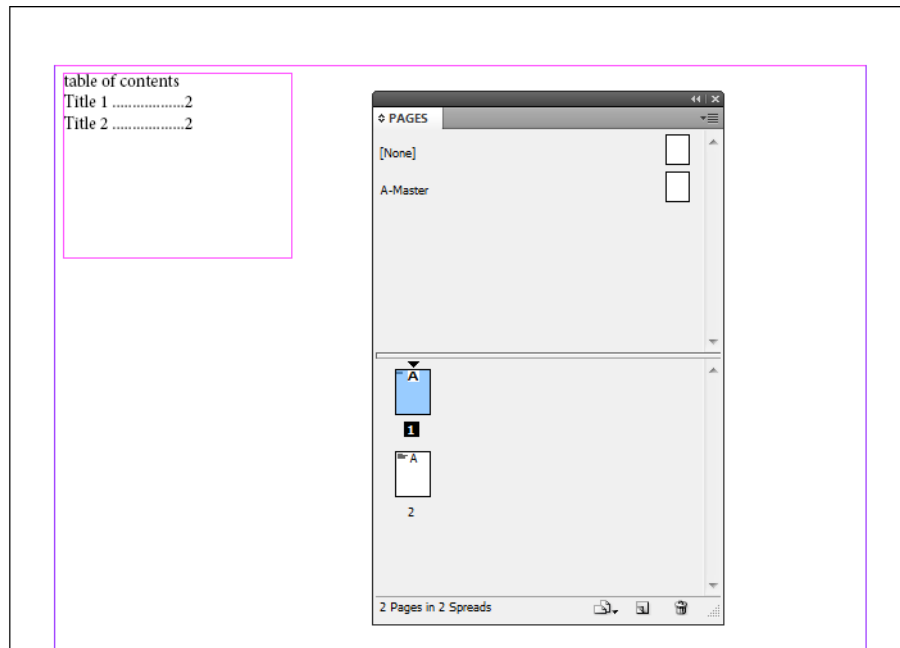 table of contents
Title 1 ..................2
Title 2 ..................2
PAGES
[None]
A-Master
A
1
A
2
2 Pages in 2 Spreads